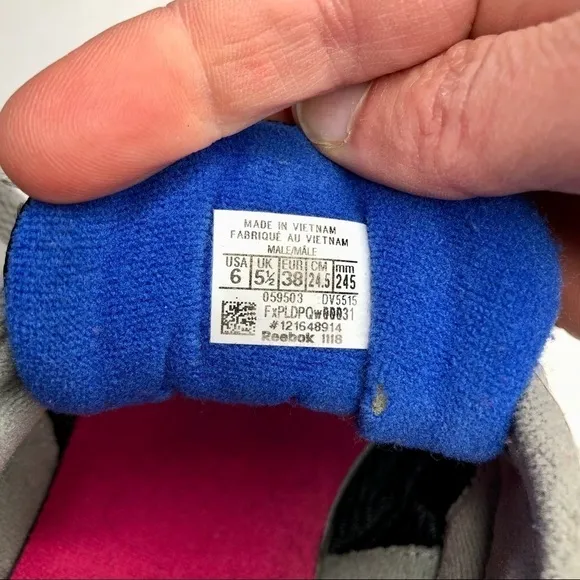 MADE IN VIETNAM
FABRIQUÉ AU VIETNAM
MALE/MÂLE
USA UK EUR CM mm
6 5½ 38 24.5 245
059503 DV5515
FxPLDPQw00031
#121648914
Reebok 1118